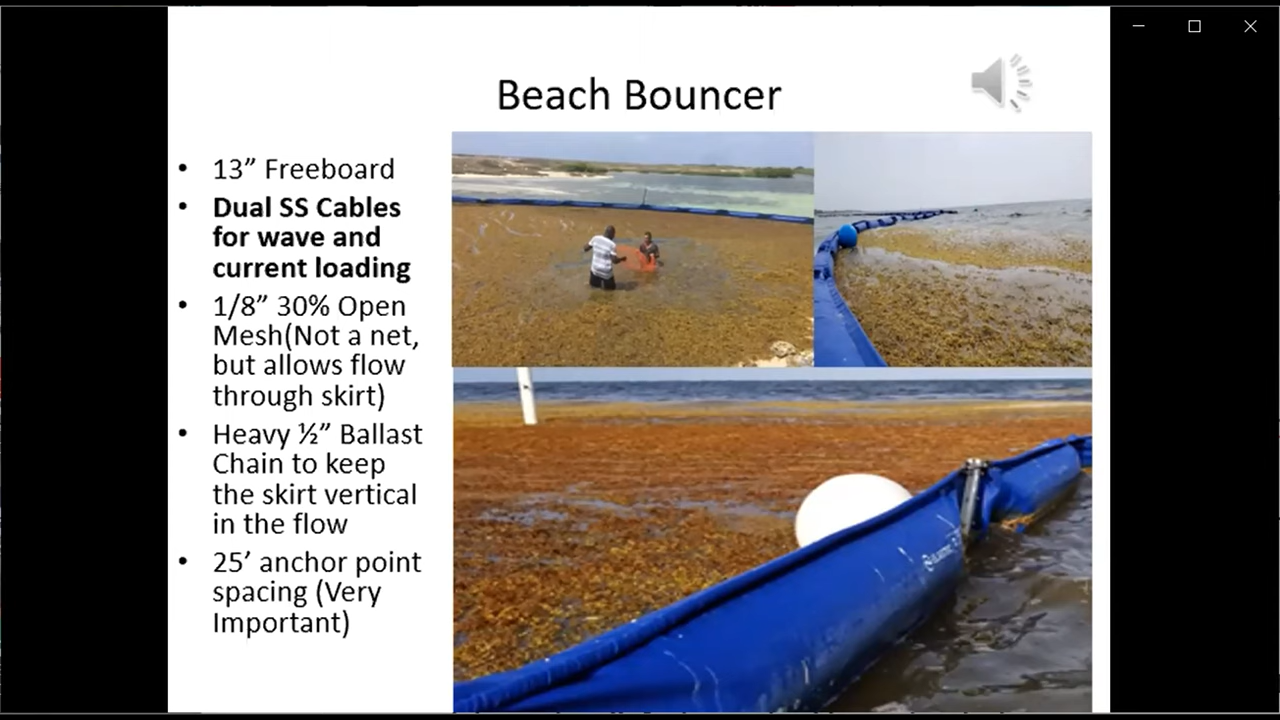 Beach Bouncer
• 13” Freeboard
• Dual SS Cables
for wave and
current loading
• 1/8” 30% Open
Mesh(Not a net,
but allows flow
through skirt)
• Heavy ½” Ballast
Chain to keep
the skirt vertical
in the flow
• 25’ anchor point
spacing (Very
Important)